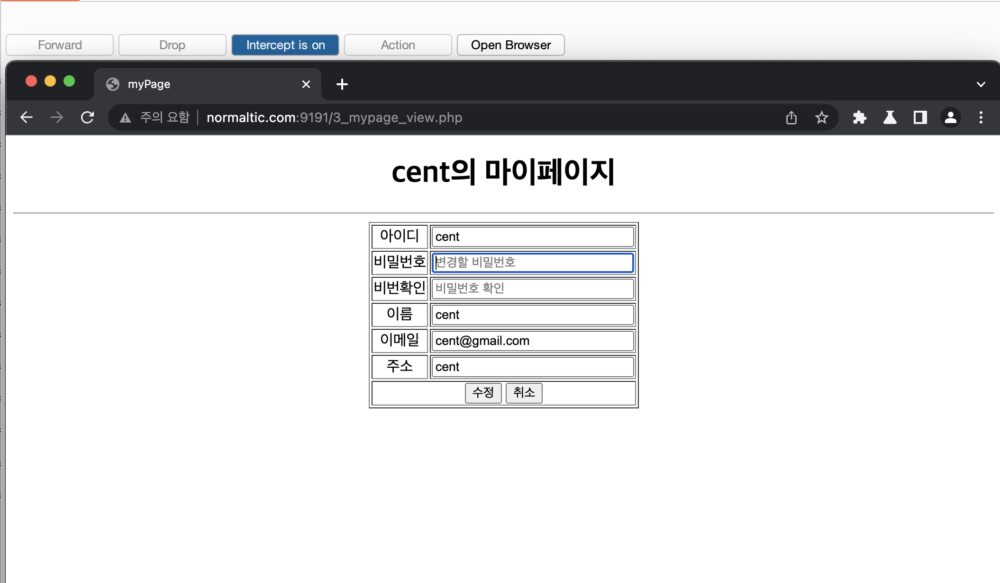 Forward Drop Intercept is on Action Open Browser
myPage
주의 요함 normaltic.com:9191/3_mypage_view.php
cent의 마이페이지
아이디 cent
비밀번호 변경할 비밀번호
비번확인 비밀번호 확인
이름 cent
이메일 cent@gmail.com
주소 cent
수정 취소